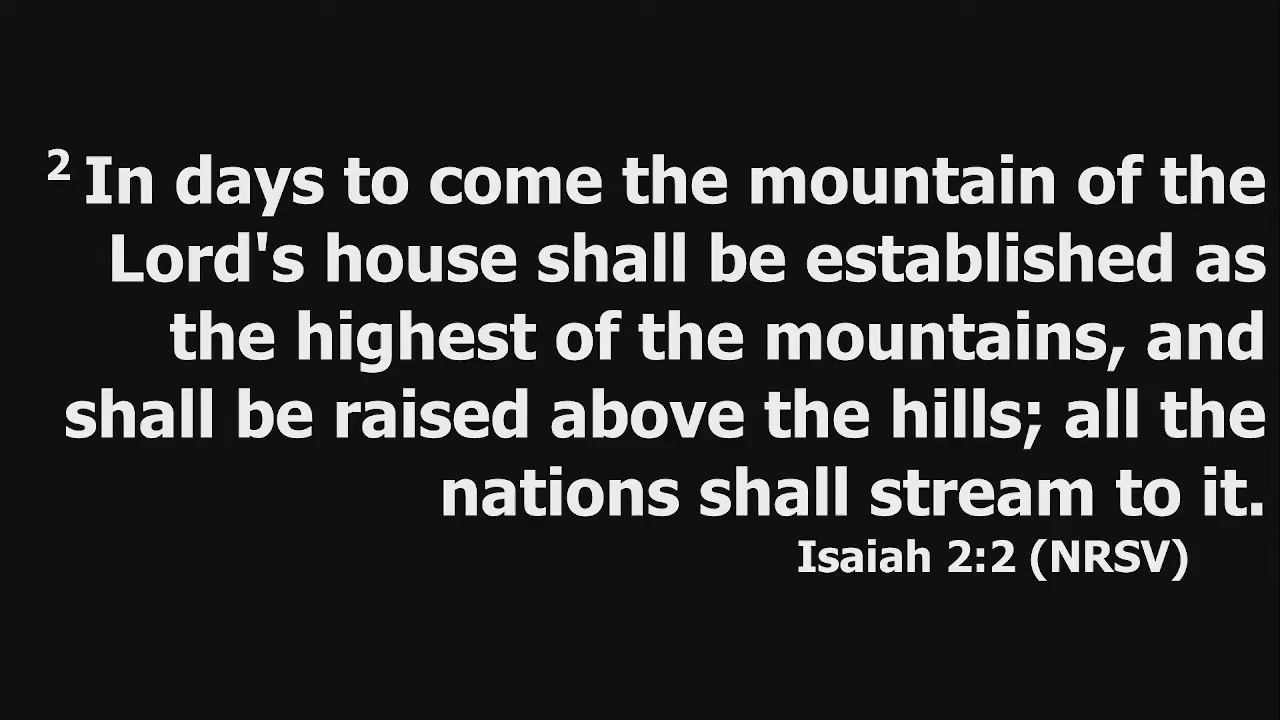 2 In days to come the mountain of the
Lord's house shall be established as
the highest of the mountains, and
shall be raised above the hills; all the
nations shall stream to it.
Isaiah 2:2 (NRSV)